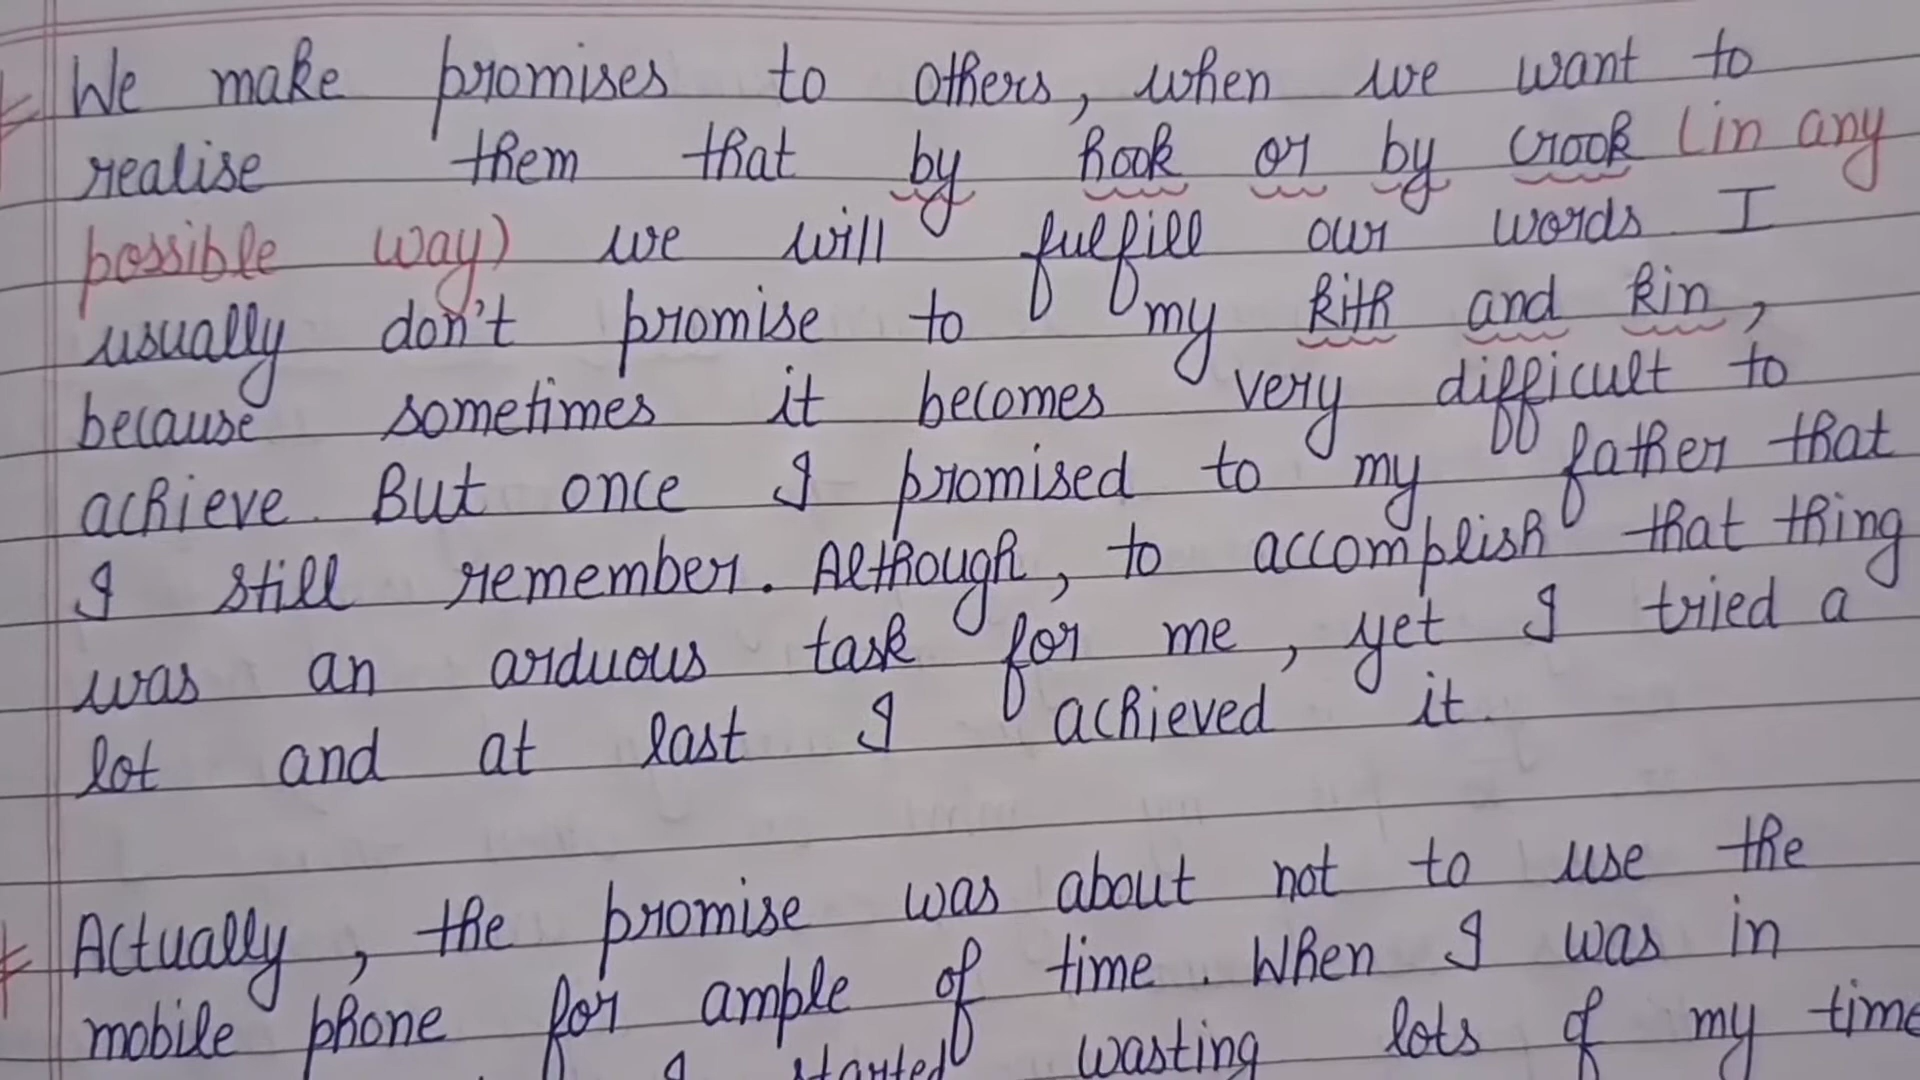 We make promises to others, when we want to
realise them that by hook or by crook (in any
possible way) we will fulfill our words. I
usually don't promise to my kith and kin,
because sometimes it becomes very difficult to
achieve. But once I promised to my father that
I still remember. Although, to accomplish that thing
was an arduous task for me, yet I tried a
lot and at last I achieved it.
Actually, the promise was about not to use the
mobile phone for ample of time. When I was in
I started wasting lots of my time